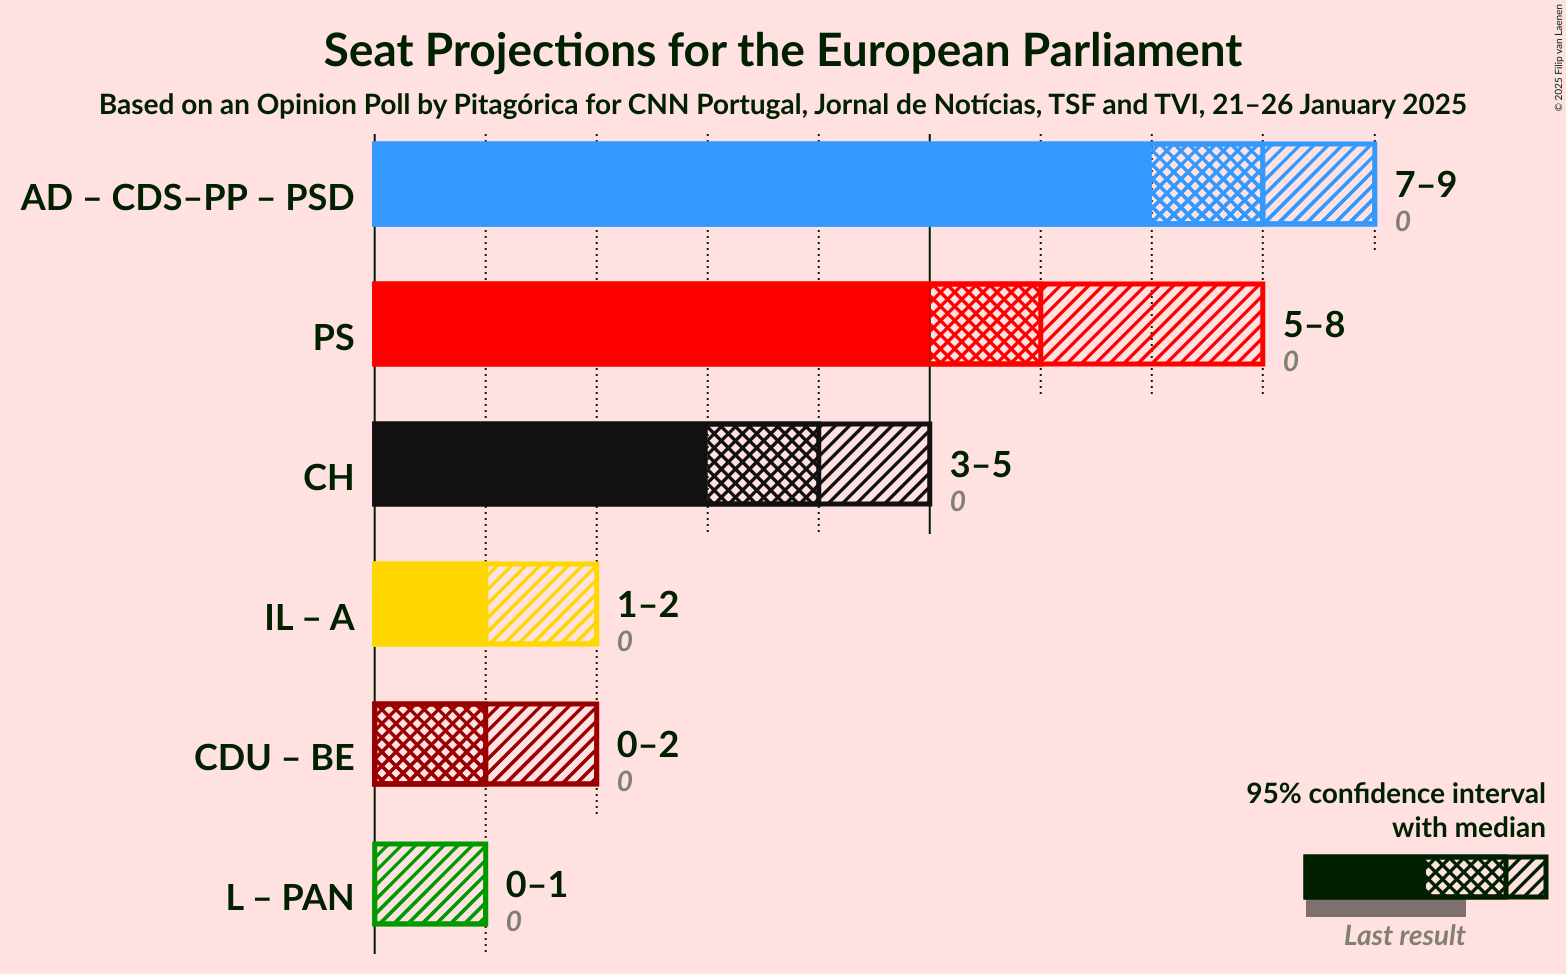 Seat Projections for the European Parliament
Based on an Opinion Poll by Pitagórica for CNN Portugal, Jornal de Notícias, TSF and TVI, 21–26 January 2025
© 2025 Filip van Laenen
AD – CDS–PP – PSD
7–9
0
PS
5–8
0
CH
3–5
0
IL – A
1–2
0
CDU – BE
0–2
0
L – PAN
0–1
0
95% confidence interval
with median
Last result